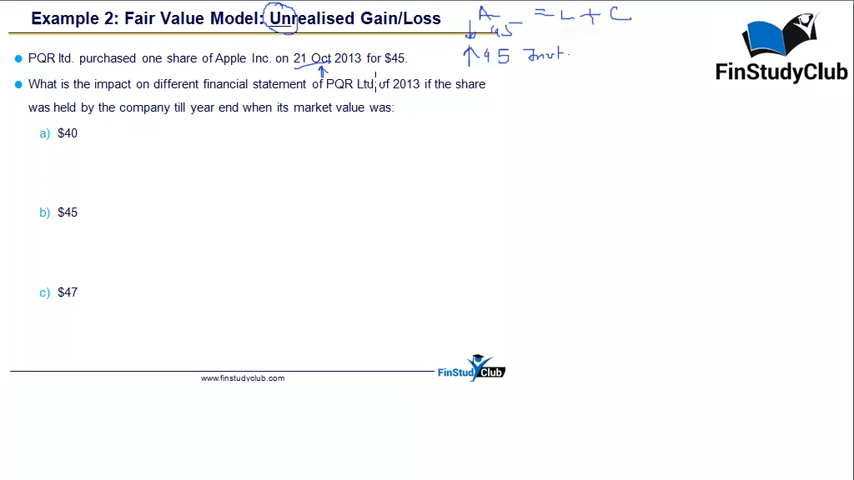 Example 2: Fair Value Model: Unrealised Gain/Loss
A = L + C
↓ 45
↑ 45 Invt.
PQR ltd. purchased one share of Apple Inc. on 21 Oct 2013 for $45.
What is the impact on different financial statement of PQR Ltd. of 2013 if the share
was held by the company till year end when its market value was:
a) $40
b) $45
c) $47
FinStudyClub
FinStudyClub
www.finstudyclub.com